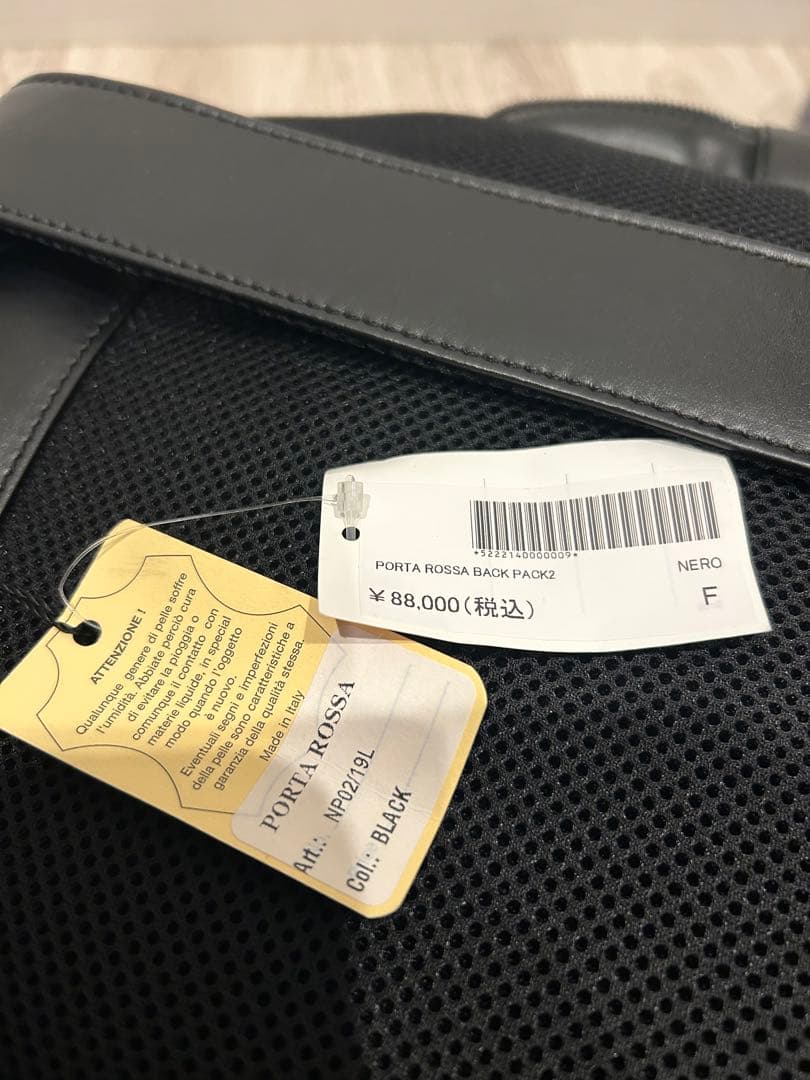 *5222140000009*
PORTA ROSSA BACK PACK2
NERO
¥88,000(税込)
F
ATTENZIONE !
Qualunque genere di pelle soffre
l'umidità. Abbiate perciò cura
di evitare la pioggia o
comunque il contatto con
materie liquide, in special
modo quando l'oggetto
è nuovo.
Eventuali segni e imperfezioni
della pelle sono caratteristiche a
garanzia della qualità stessa.
Made in Italy
PORTA ROSSA
Art.: NP02/19L
Col.: BLACK